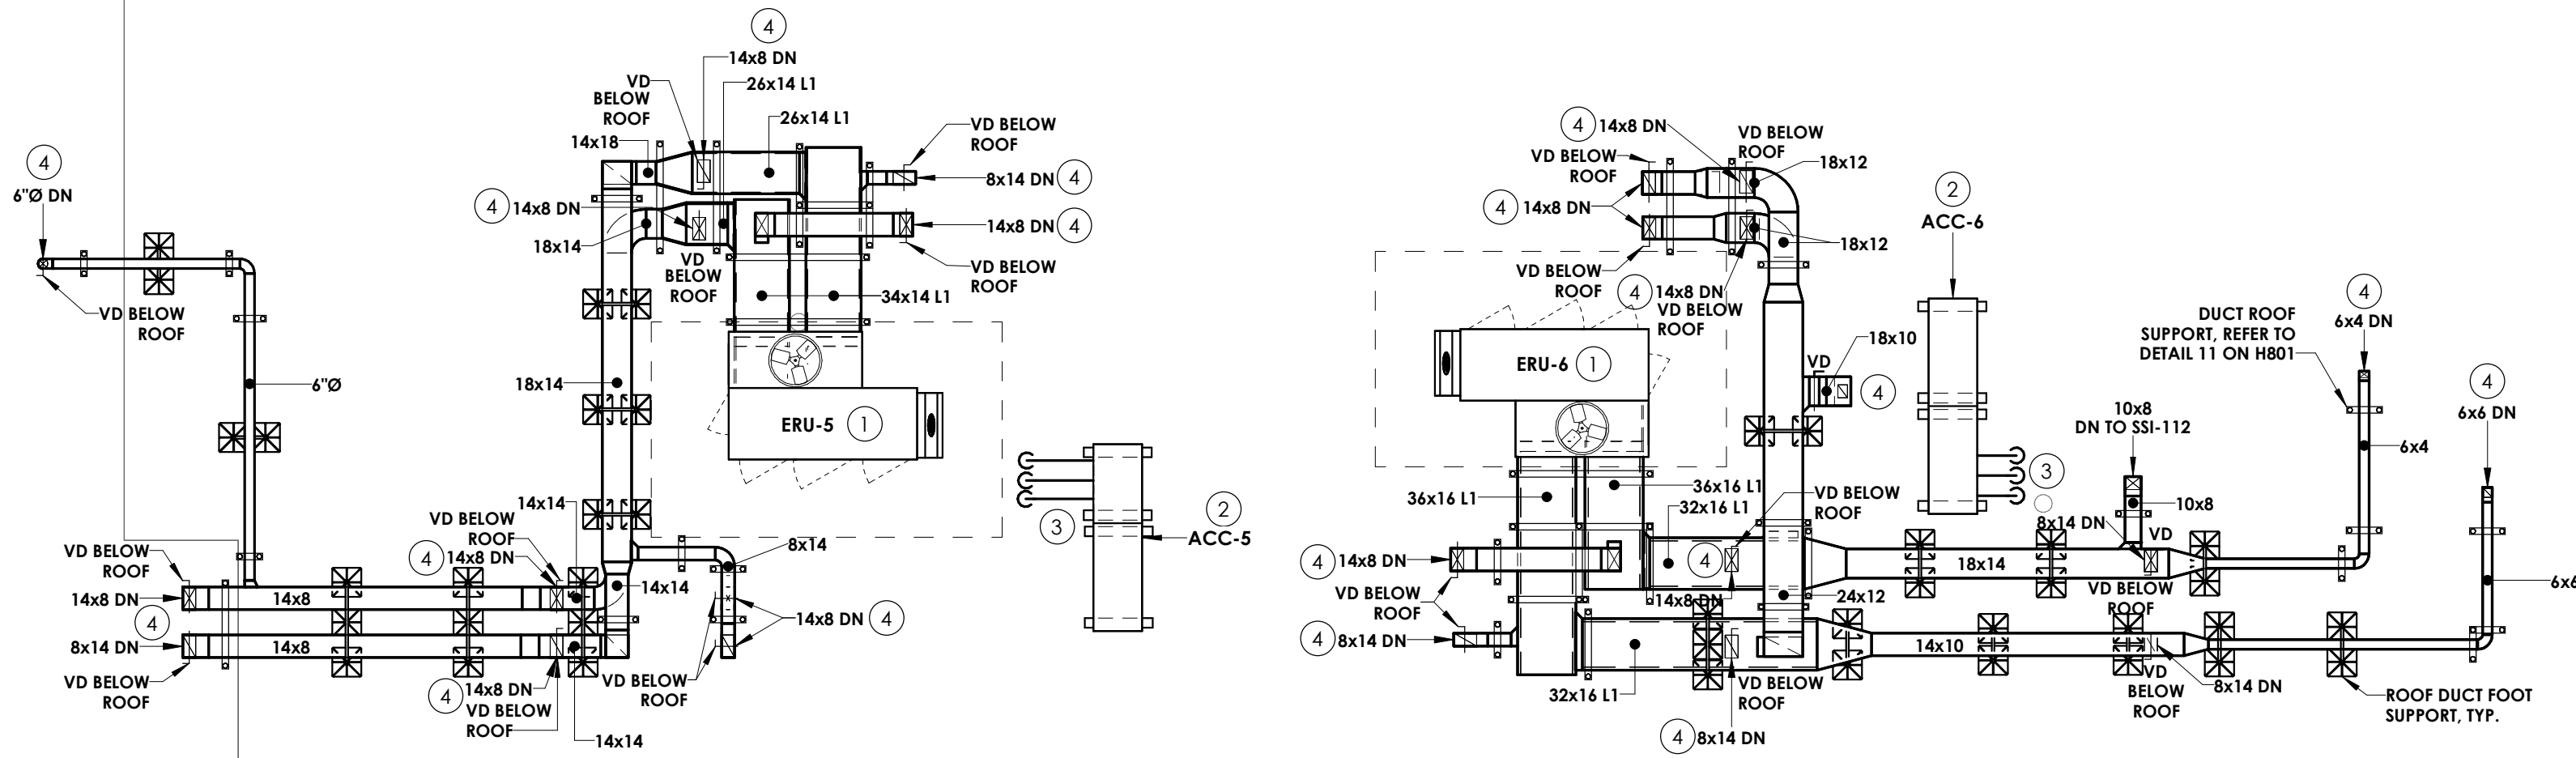 4
14x8 DN
VD
BELOW
ROOF
26x14 L1
26x14 L1
14x18
VD BELOW
ROOF
8x14 DN 4
4
6"Ø DN
4 14x8 DN
14x8 DN 4
18x14
VD
BELOW
ROOF
VD BELOW
ROOF
34x14 L1
VD BELOW
ROOF
6"Ø
18x14
ERU-5 1
14x14
VD BELOW
ROOF
4 14x8 DN
8x14
3
2
ACC-5
VD BELOW
ROOF
14x8 DN
14x8
14x14
4
14x8 DN 4
8x14 DN
14x8
VD BELOW
ROOF
4 14x8 DN
VD BELOW
ROOF
VD BELOW
ROOF
14x14
4 14x8 DN
VD BELOW
ROOF
VD BELOW
ROOF
18x12
4 14x8 DN
18x12
VD BELOW
ROOF
4 14x8 DN
VD BELOW
ROOF
2
ACC-6
ERU-6 1
18x10
VD
4
DUCT ROOF
SUPPORT, REFER TO
DETAIL 11 ON H801
4
6x4 DN
4
6x6 DN
10x8
DN TO SSI-112
6x4
3
36x16 L1
36x16 L1
32x16 L1
VD BELOW
ROOF
10x8
8x14 DN
VD
4 14x8 DN
4
18x14
VD BELOW
ROOF
6x6
VD BELOW
ROOF
14x8 DN
24x12
4 8x14 DN
14x10
32x16 L1
VD BELOW
ROOF
VD
BELOW
ROOF
8x14 DN
ROOF DUCT FOOT
SUPPORT, TYP.
4 8x14 DN